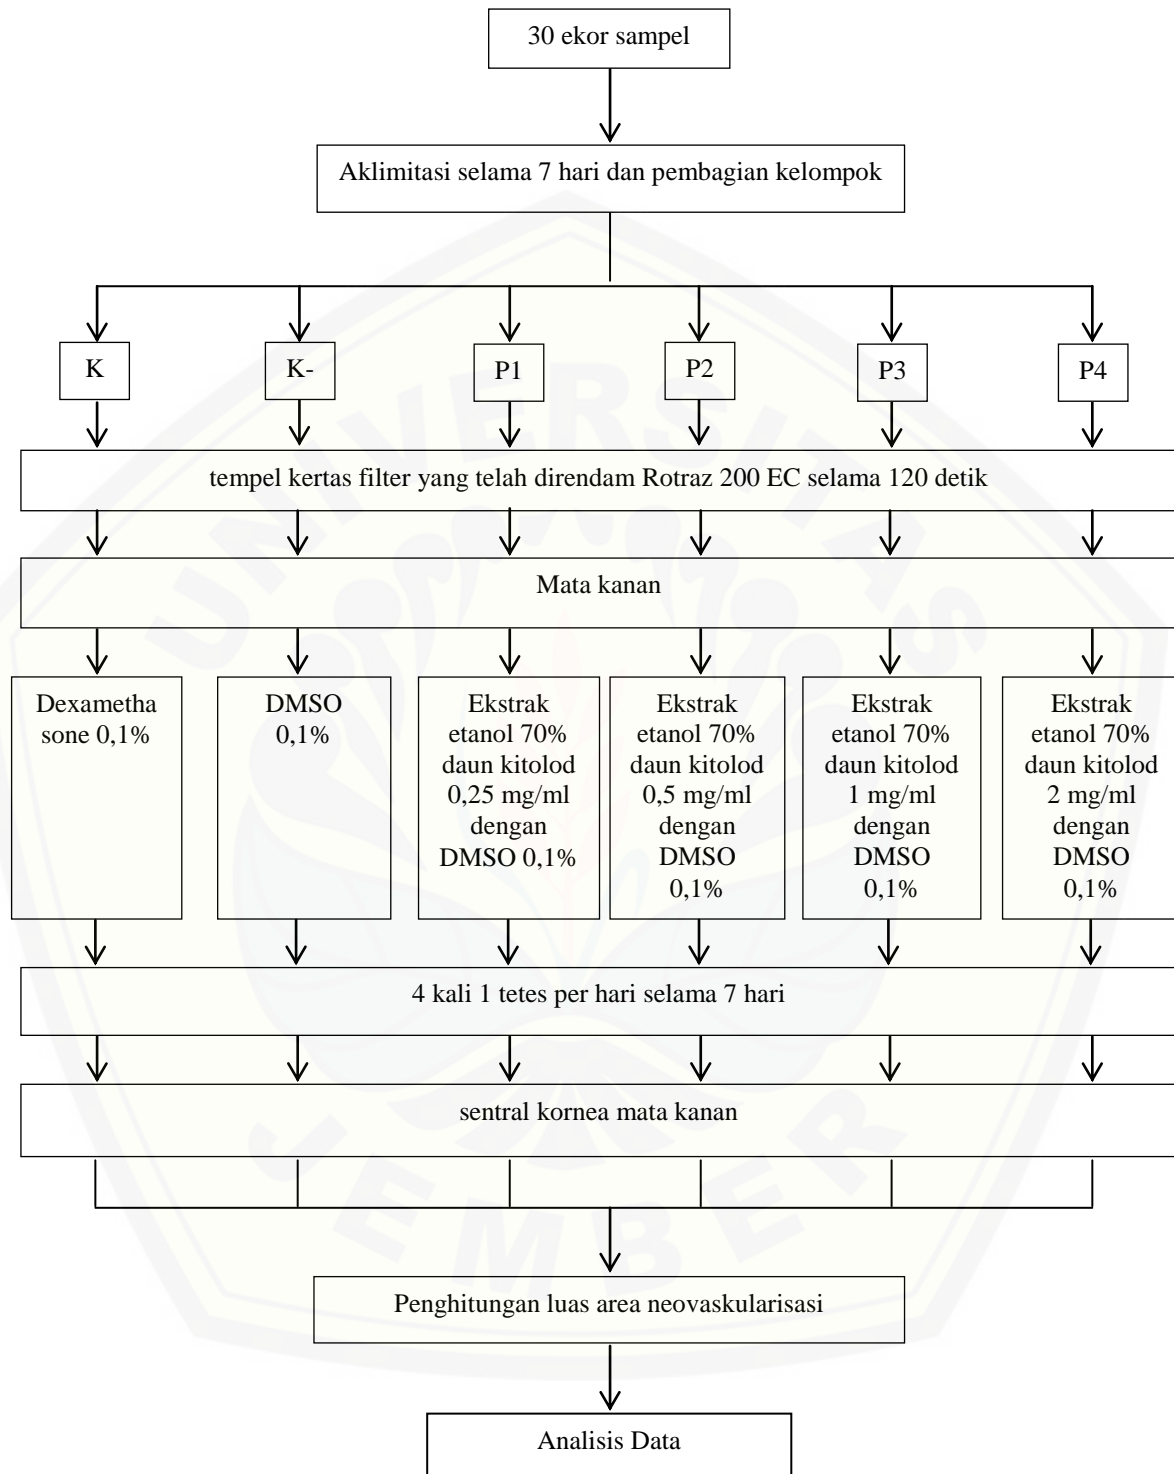 30 ekor sampel
Aklimitasi selama 7 hari dan pembagian kelompok
K
K-
P1
P2
P3
P4
tempel kertas filter yang telah direndam Rotraz 200 EC selama 120 detik
Mata kanan
Dexametha
sone 0,1%
DMSO
0,1%
Ekstrak
etanol 70%
daun kitolod
0,25 mg/ml
dengan
DMSO 0,1%
Ekstrak
etanol 70%
daun kitolod
0,5 mg/ml
dengan
DMSO
0,1%
Ekstrak
etanol 70%
daun kitolod
1 mg/ml
dengan
DMSO
0,1%
Ekstrak
etanol 70%
daun kitolod
2 mg/ml
dengan
DMSO
0,1%
4 kali 1 tetes per hari selama 7 hari
sentral kornea mata kanan
Penghitungan luas area neovaskularisasi
Analisis Data
UNIVERSITAS
JEMBER